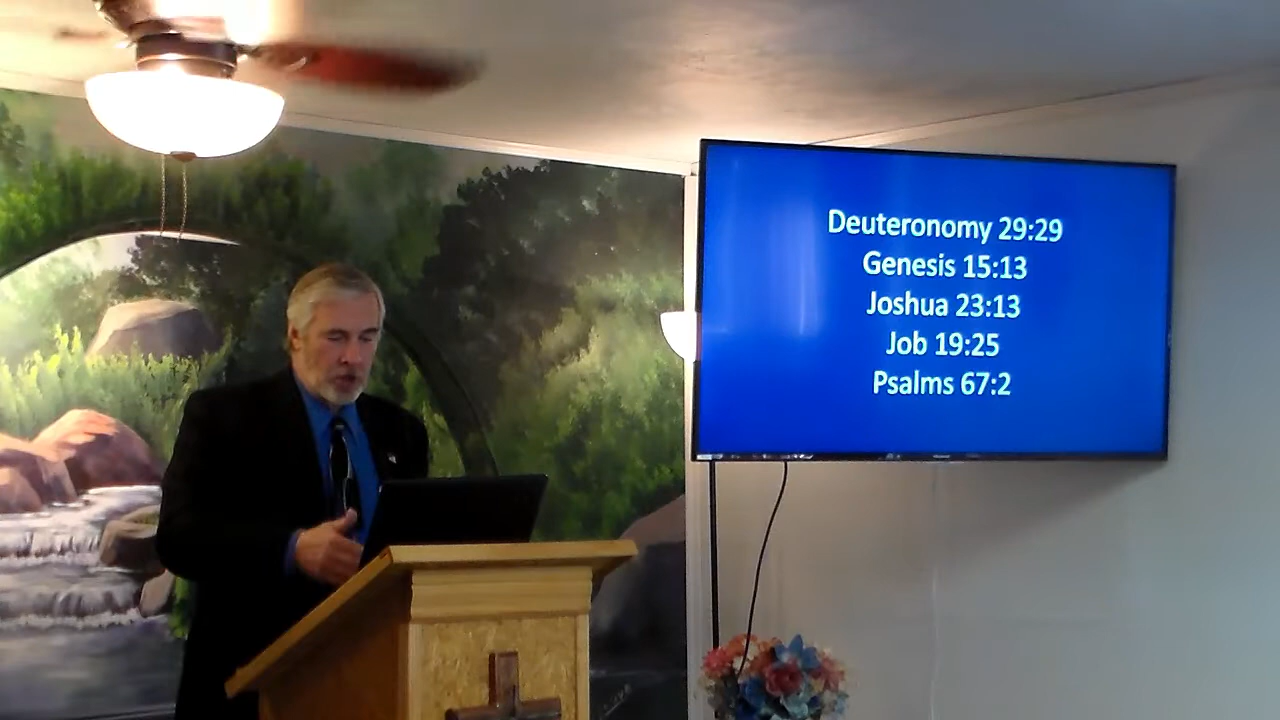 Deuteronomy 29:29
Genesis 15:13
Joshua 23:13
Job 19:25
Psalms 67:2